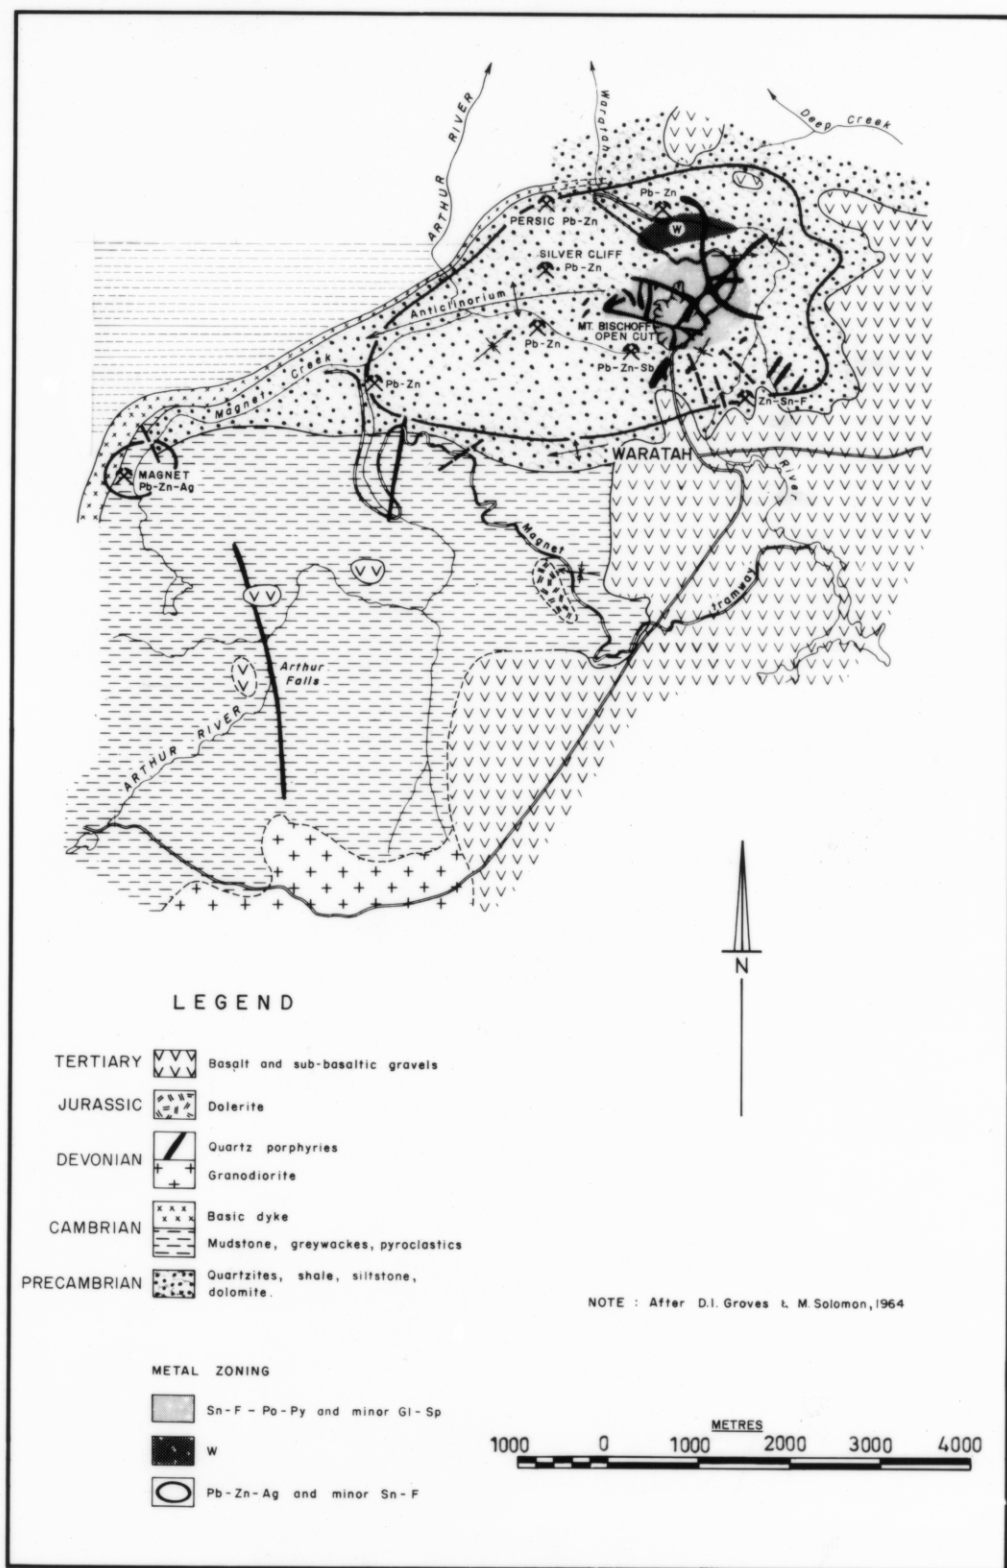 ARTHUR RIVER
Waratah
Deep Creek
Pb-Zn
W
PERSIC Pb-Zn
SILVER CLIFF
Pb-Zn
Anticlinorium
MT. BISCHOFF
OPEN CUT
Pb-Zn
Pb-Zn-Sb
Magnet Creek
Pb-Zn
Zn-Sn-F
WARATAH
River
MAGNET
Pb-Zn-Ag
Magnet
tramway
Arthur
Falls
ARTHUR RIVER
N
LEGEND
TERTIARY Basalt and sub-basaltic gravels
JURASSIC Dolerite
DEVONIAN Quartz porphyries
Granodiorite
CAMBRIAN Basic dyke
Mudstone, greywackes, pyroclastics
PRECAMBRIAN Quartzites, shale, siltstone,
dolomite.
NOTE : After D.I. Groves & M. Solomon, 1964
METAL ZONING
Sn-F-Po-Py and minor Gl-Sp
W
Pb-Zn-Ag and minor Sn-F
METRES
1000 0 1000 2000 3000 4000